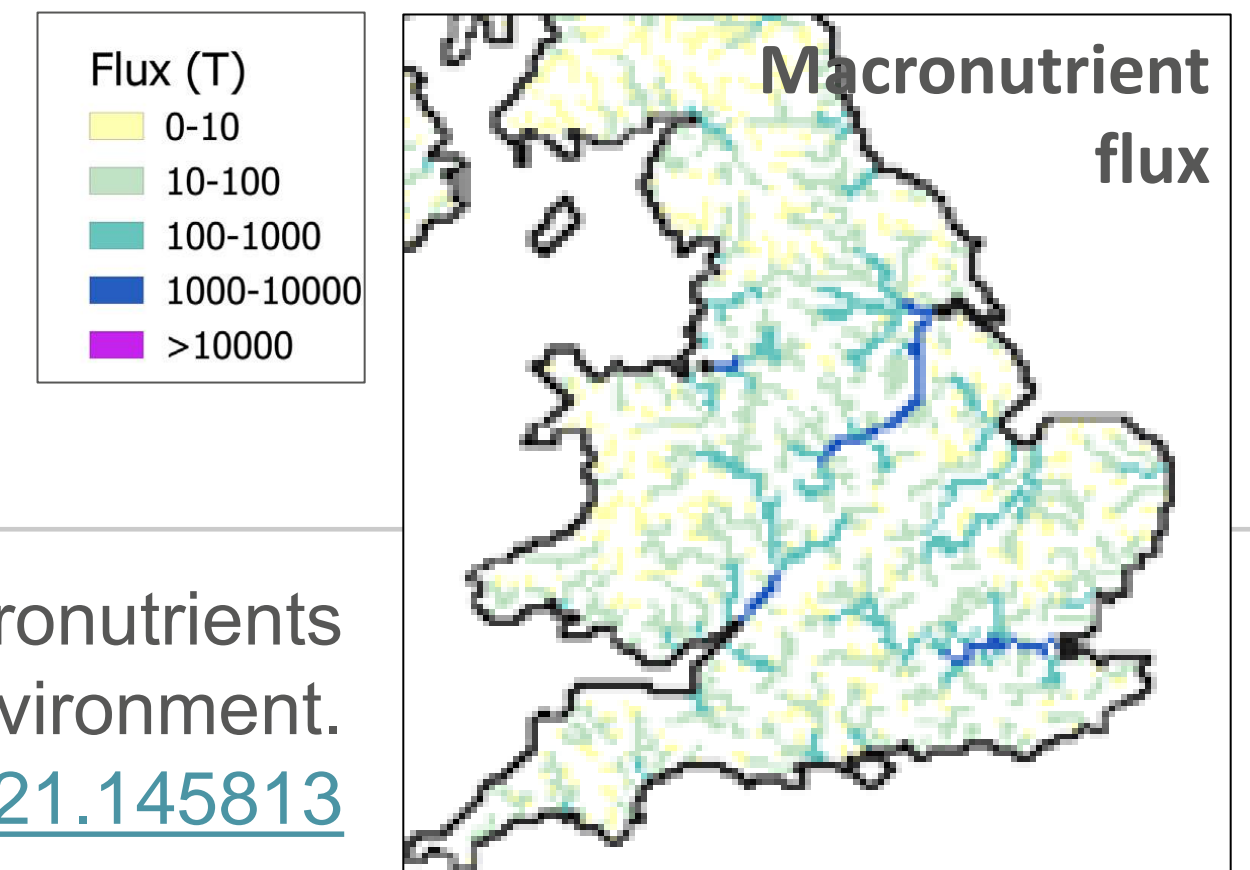 Flux (T)
0-10
10-100
100-1000
1000-10000
>10000
Macronutrient
flux
ronutrients
vironment.
21.145813